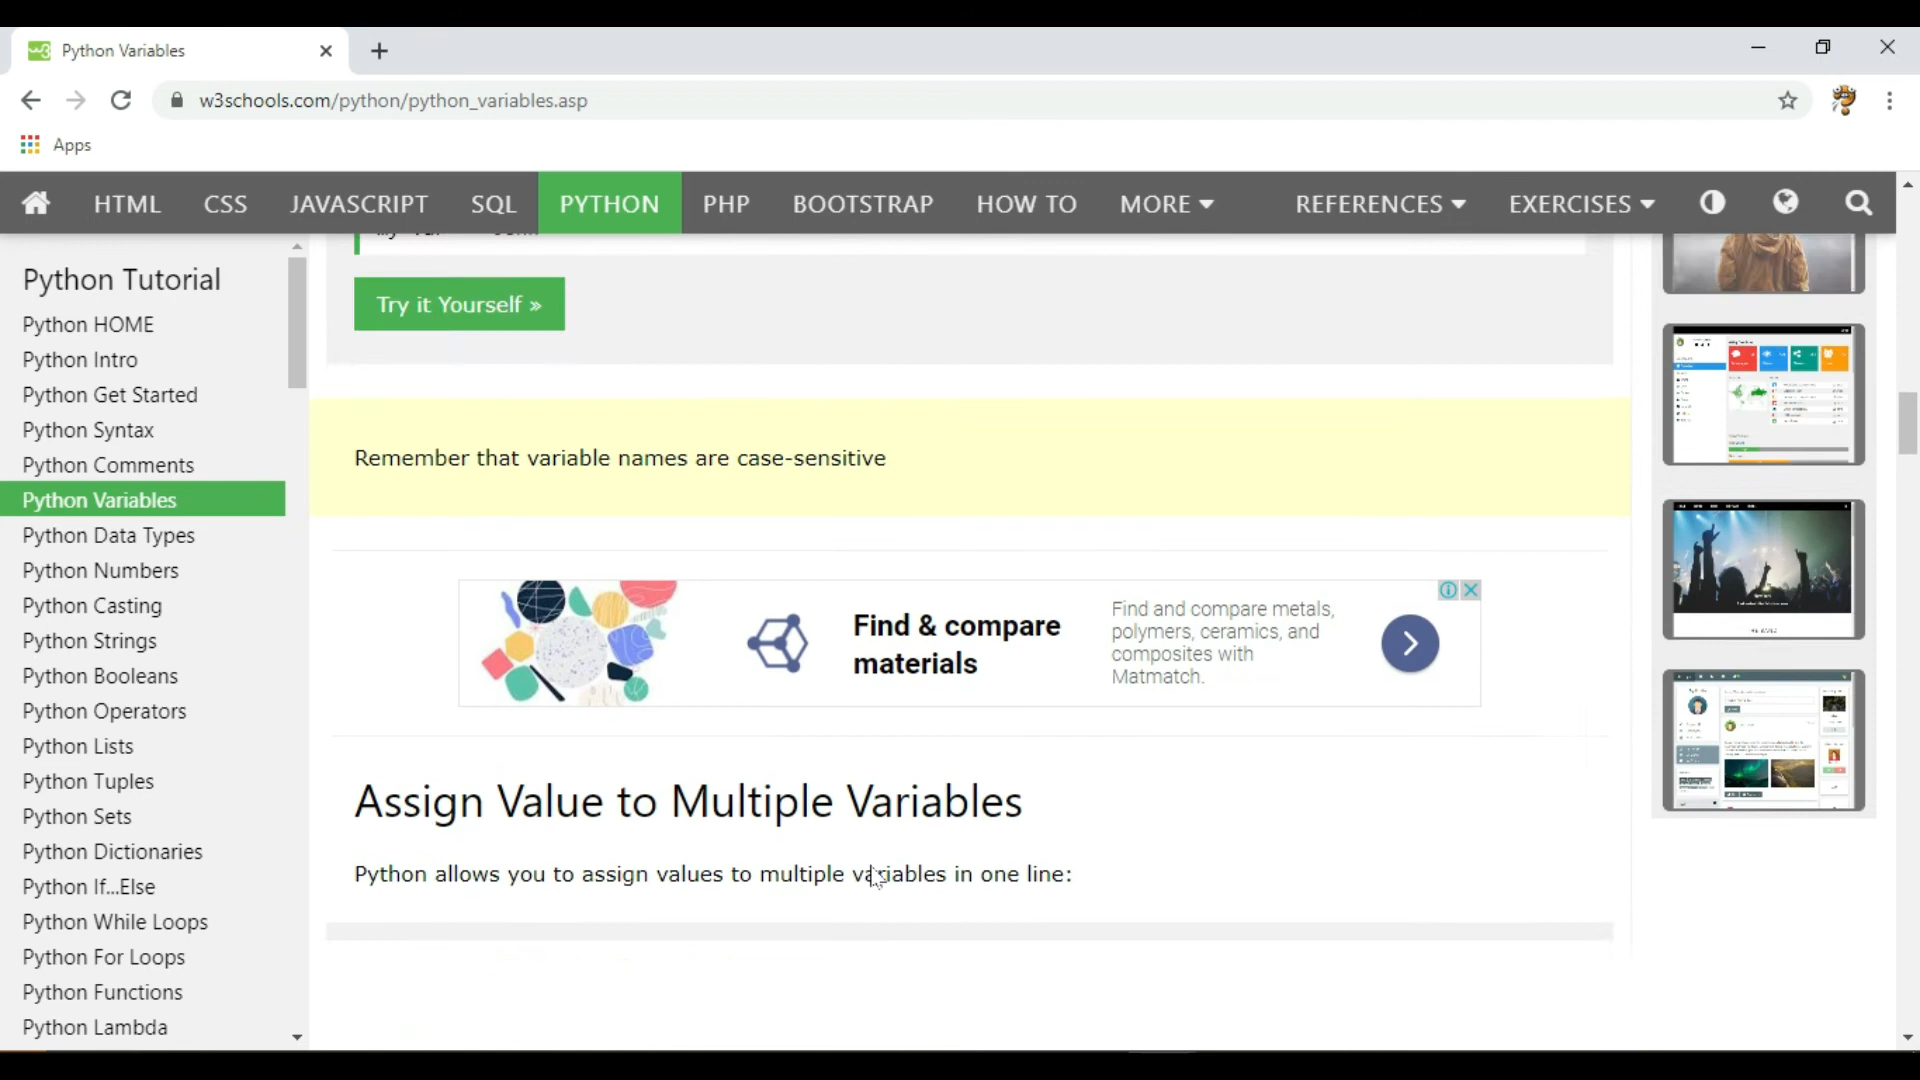 Python Variables
w3schools.com/python/python_variables.asp
Apps
HTML CSS JAVASCRIPT SQL PYTHON PHP BOOTSTRAP HOW TO MORE REFERENCES EXERCISES
Python Tutorial
Python HOME
Python Intro
Python Get Started
Python Syntax
Python Comments
Python Variables
Python Data Types
Python Numbers
Python Casting
Python Strings
Python Booleans
Python Operators
Python Lists
Python Tuples
Python Sets
Python Dictionaries
Python If...Else
Python While Loops
Python For Loops
Python Functions
Python Lambda
Try it Yourself »
Remember that variable names are case-sensitive
Find & compare
materials
Find and compare metals,
polymers, ceramics, and
composites with
Matmatch.
Assign Value to Multiple Variables
Python allows you to assign values to multiple variables in one line: